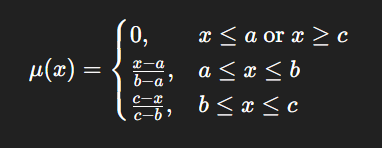 μ(x) = { 0, x ≤ a or x ≥ c
x−a/b−a, a ≤ x ≤ b
c−x/c−b, b ≤ x ≤ c